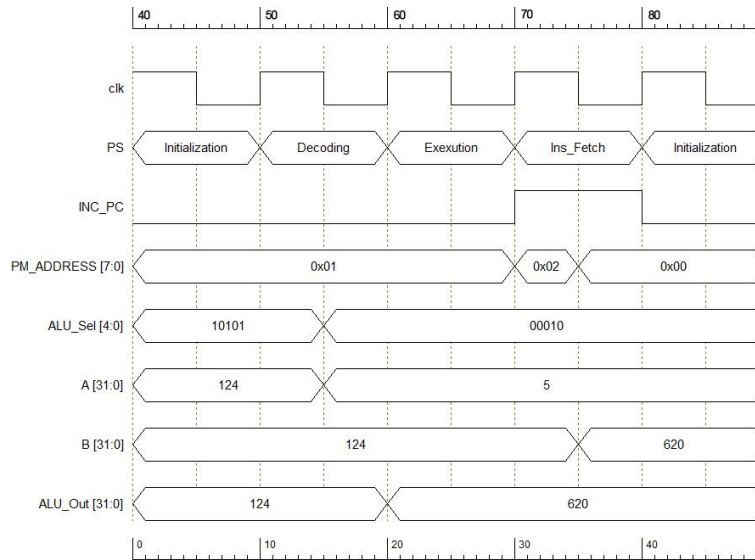 40 50 60 70 80
clk
PS Initialization Decoding Exexution Ins_Fetch Initialization
INC_PC
PM_ADDRESS [7:0] 0x01 0x02 0x00
ALU_Sel [4:0] 10101 00010
A [31:0] 124 5
B [31:0] 124 620
ALU_Out [31:0] 124 620
0 10 20 30 40